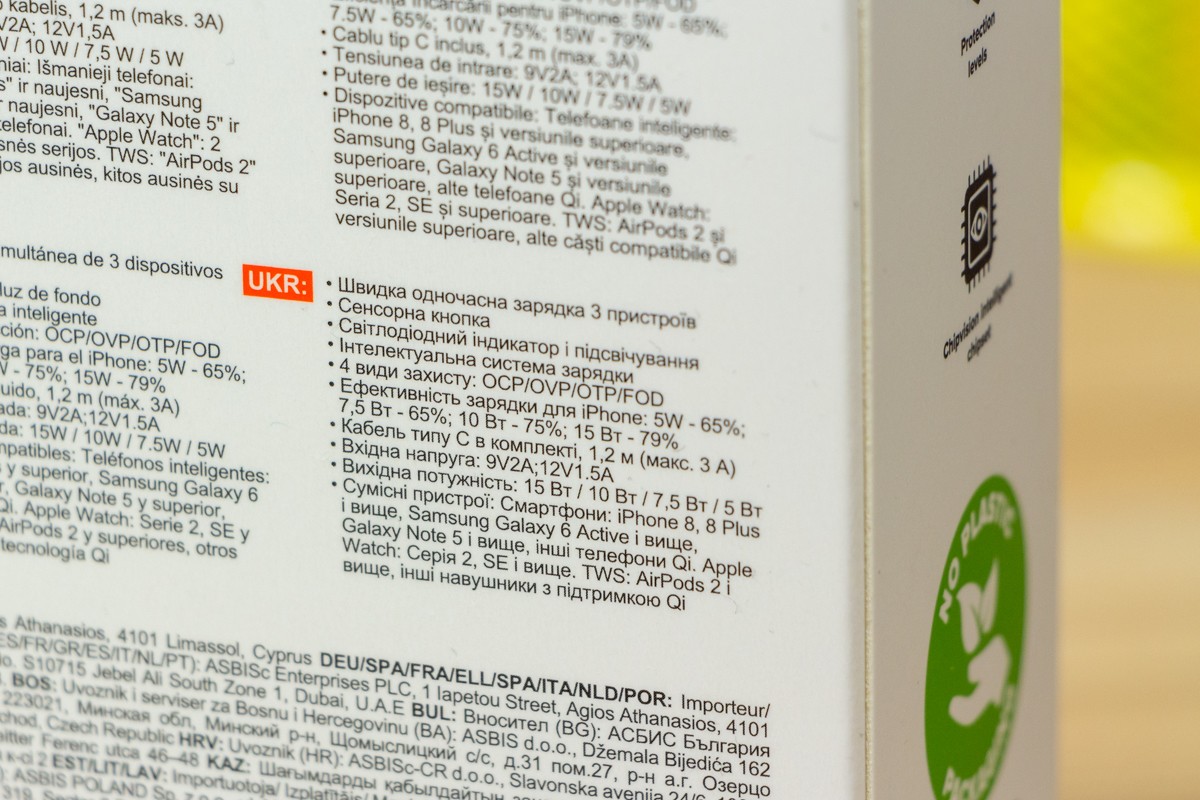 kabelis, 1,2 m (maks. 3A)
V2A; 12V1,5A
W / 10 W / 7,5 W / 5 W
niai: Išmanieji telefonai:
s" ir naujesni, "Samsung
r naujesni, "Galaxy Note 5" ir
telefonai. "Apple Watch": 2
snės serijos. TWS: "AirPods 2"
jos ausinės, kitos ausinės su
încărcării pentru iPhone: 5W - 65%;
7.5W - 65%; 10W - 75%; 15W - 79%
• Cablu tip C inclus, 1,2 m (max. 3A)
• Tensiunea de intrare: 9V2A; 12V1.5A
• Putere de ieșire: 15W / 10W / 7.5W / 5W
• Dispozitive compatibile: Telefoane inteligente:
iPhone 8, 8 Plus și versiunile superioare,
Samsung Galaxy 6 Active și versiunile
superioare, Galaxy Note 5 și versiunile
superioare, alte telefoane Qi. Apple Watch:
Seria 2, SE și superioare. TWS: AirPods 2 și
versiunile superioare, alte căști compatibile Qi
multánea de 3 dispositivos
luz de fondo
a inteligente
ción: OCP/OVP/OTP/FOD
ga para el iPhone: 5W - 65%;
W - 75%; 15W - 79%
uido, 1,2 m (máx. 3A)
ada: 9V2A;12V1.5A
da: 15W / 10W / 7.5W / 5W
mpatibles: Teléfonos inteligentes:
s y superior, Samsung Galaxy 6
r, Galaxy Note 5 y superior,
Qi. Apple Watch: Serie 2, SE y
AirPods 2 y superiores, otros
tecnología Qi
UKR:
• Швидка одночасна зарядка 3 пристроїв
• Сенсорна кнопка
• Світлодіодний індикатор і підсвічування
• Інтелектуальна система зарядки
• 4 види захисту: OCP/OVP/OTP/FOD
• Ефективність зарядки для iPhone: 5W - 65%;
7,5 Вт - 65%; 10 Вт - 75%; 15 Вт - 79%
• Кабель типу C в комплекті, 1,2 м (макс. 3 А)
• Вхідна напруга: 9V2A;12V1.5A
• Вихідна потужність: 15 Вт / 10 Вт / 7,5 Вт / 5 Вт
• Сумісні пристрої: Смартфони: iPhone 8, 8 Plus
і вище, Samsung Galaxy 6 Active і вище,
Galaxy Note 5 і вище, інші телефони Qi. Apple
Watch: Серія 2, SE і вище. TWS: AirPods 2 і
вище, інші навушники з підтримкою Qi
s Athanasios, 4101 Limassol, Cyprus DEU/SPA/FRA/ELL/SPA/ITA/NLD/POR: Importeur/
ES/FR/GR/ES/IT/NL/PT): ASBISc Enterprises PLC, 1 Iapetou Street, Agios Athanasios, 4101
No. S10715 Jebel Ali South Zone 1, Dubai, U.A.E BUL: Вносител (BG): АСБИС България
BOS: Uvoznik i serviser za Bosnu i Hercegovinu (BA): ASBIS d.o.o., Džemala Bijedića 162
223021, Минская обл, Минский р-н, Щомыслицкий с/с, д.31 пом.27, р-н а.г. Озерцо
chod, Czech Republic HRV: Uvoznik (HR): ASBISc-CR d.o.o., Slavonska avenija 24/6
Ferenc utca 46–48 KAZ: Шағымдарды қабылдайтын
2 EST/LIT/LAV: Importuotoja/ Izplatītājs/
ASBIS POLAND Sp.
Protection
levels
Chipvision intelligent
chipset
NO PLASTIC